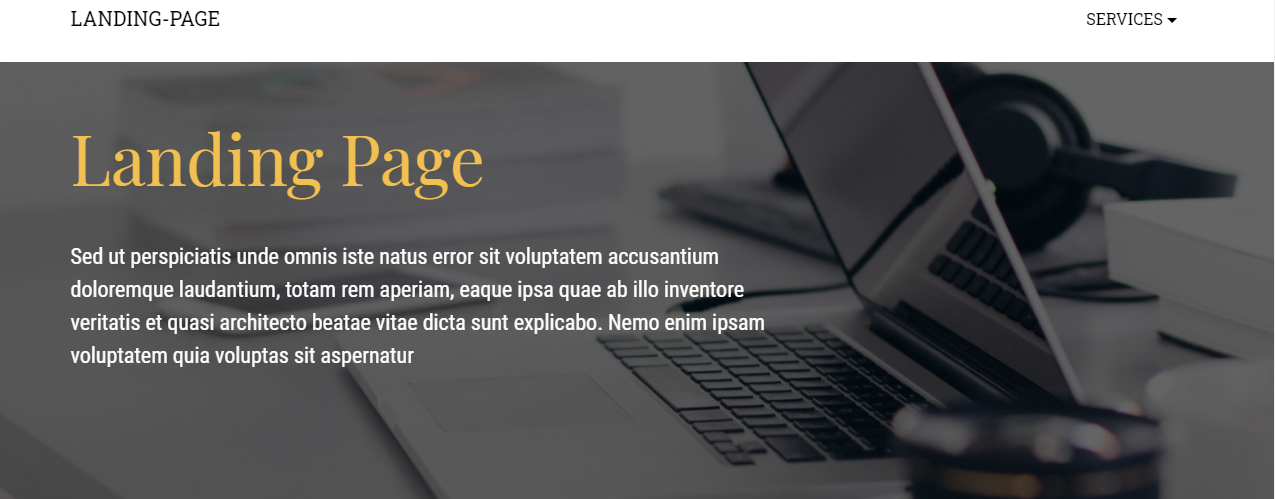 LANDING-PAGE
SERVICES
Landing Page
Sed ut perspiciatis unde omnis iste natus error sit voluptatem accusantium
doloremque laudantium, totam rem aperiam, eaque ipsa quae ab illo inventore
veritatis et quasi architecto beatae vitae dicta sunt explicabo. Nemo enim ipsam
voluptatem quia voluptas sit aspernatur